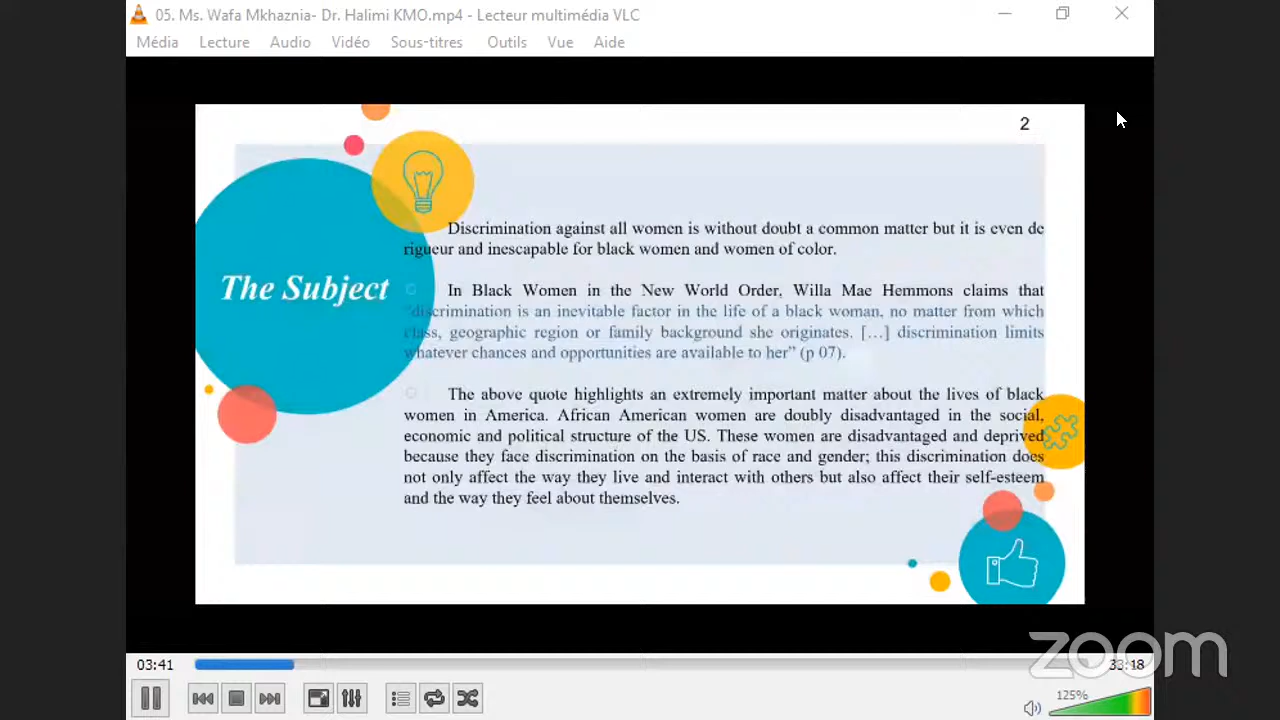 05. Ms. Wafa Mkhaznia- Dr. Halimi KMO.mp4 - Lecteur multimédia VLC
Média Lecture Audio Vidéo Sous-titres Outils Vue Aide
2
The Subject
Discrimination against all women is without doubt a common matter but it is even de
rigueur and inescapable for black women and women of color.
In Black Women in the New World Order, Willa Mae Hemmons claims that
“discrimination is an inevitable factor in the life of a black woman, no matter from which
class, geographic region or family background she originates. […] discrimination limits
whatever chances and opportunities are available to her” (p 07).
The above quote highlights an extremely important matter about the lives of black
women in America. African American women are doubly disadvantaged in the social,
economic and political structure of the US. These women are disadvantaged and deprived
because they face discrimination on the basis of race and gender; this discrimination does
not only affect the way they live and interact with others but also affect their self-esteem
and the way they feel about themselves.
zoom
03:41 33:18
125%